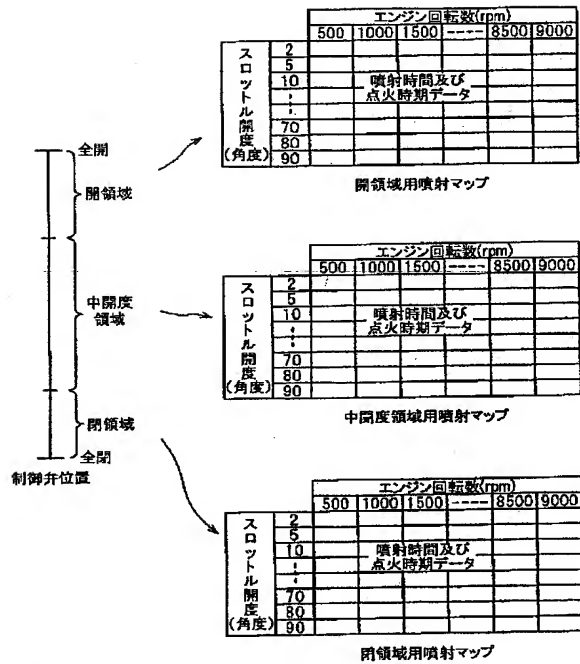 エンジン回転数(rpm)
500 1000 1500 ---- 8500 9000
スロットル開度(角度)
2
5
10
70
80
90
噴射時間及び
点火時期データ
開領域用噴射マップ
全開
開領域
中開度
領域
閉領域
全閉
制御弁位置
エンジン回転数(rpm)
500 1000 1500 ---- 8500 9000
スロットル開度(角度)
2
5
10
70
80
90
噴射時間及び
点火時期データ
中開度領域用噴射マップ
エンジン回転数(rpm)
500 1000 1500 ---- 8500 9000
スロットル開度(角度)
2
5
10
70
80
90
噴射時間及び
点火時期データ
閉領域用噴射マップ